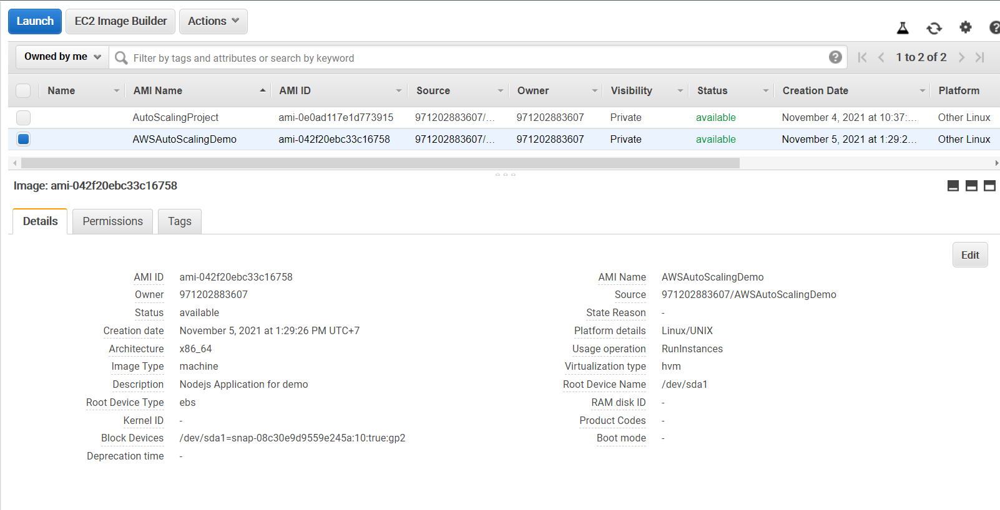 Launch EC2 Image Builder Actions
Owned by me Filter by tags and attributes or search by keyword 1 to 2 of 2
Name AMI Name AMI ID Source Owner Visibility Status Creation Date Platform
AutoScalingProject ami-0e0ad117e1d773915 971202883607/... 971202883607 Private available November 4, 2021 at 10:37:... Other Linux
AWSAutoScalingDemo ami-042f20ebc33c16758 971202883607/... 971202883607 Private available November 5, 2021 at 1:29:2... Other Linux
Image: ami-042f20ebc33c16758
Details Permissions Tags
Edit
AMI ID ami-042f20ebc33c16758 AMI Name AWSAutoScalingDemo
Owner 971202883607 Source 971202883607/AWSAutoScalingDemo
Status available State Reason -
Creation date November 5, 2021 at 1:29:26 PM UTC+7 Platform details Linux/UNIX
Architecture x86_64 Usage operation RunInstances
Image Type machine Virtualization type hvm
Description Nodejs Application for demo Root Device Name /dev/sda1
Root Device Type ebs RAM disk ID -
Kernel ID - Product Codes -
Block Devices /dev/sda1=snap-08c30e9d9559e245a:10:true:gp2 Boot mode -
Deprecation time -